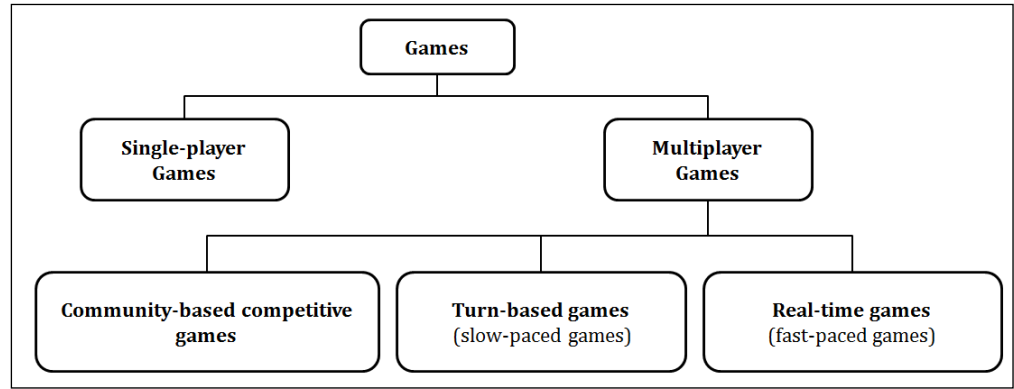 Games
Single-player
Games
Multiplayer
Games
Community-based competitive
games
Turn-based games
(slow-paced games)
Real-time games
(fast-paced games)